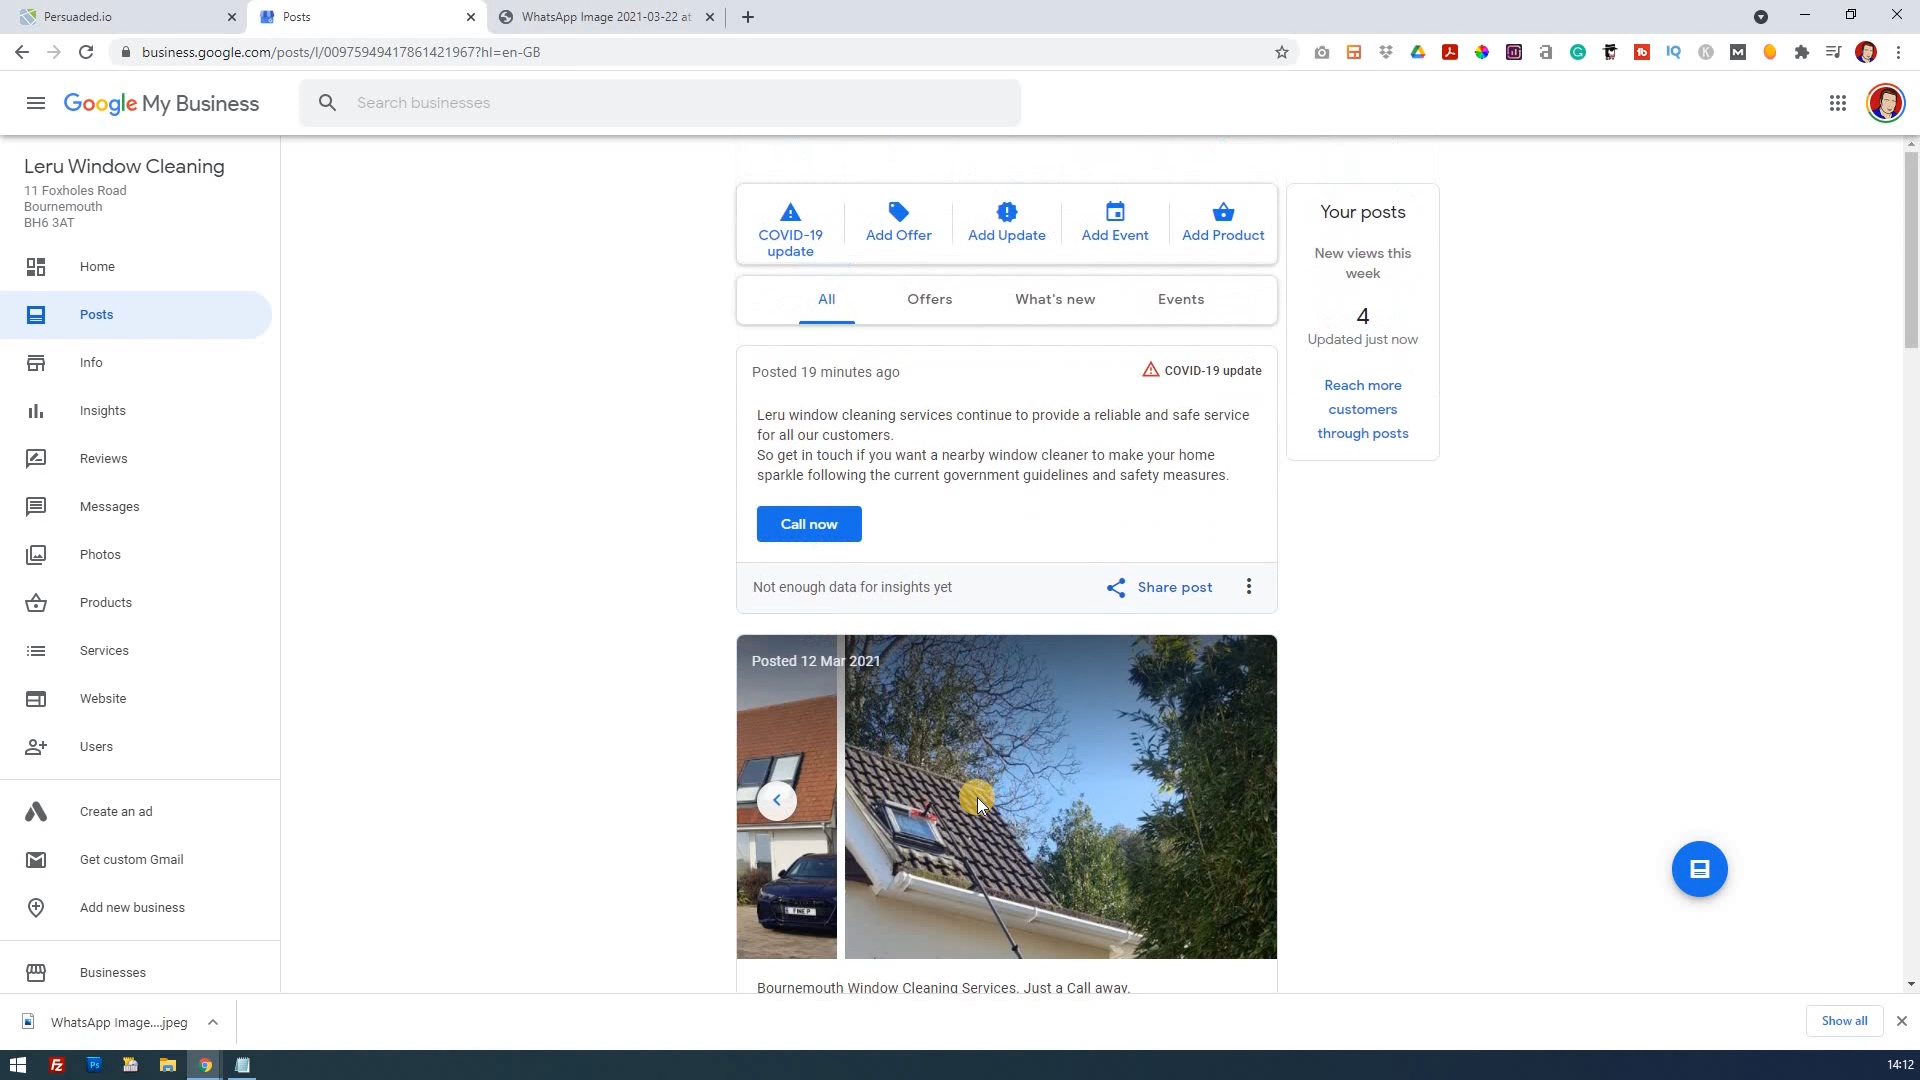 Persuaded.io
Posts
WhatsApp Image 2021-03-22 at
business.google.com/posts/l/00975949417861421967?hl=en-GB
Google My Business
Search businesses
Leru Window Cleaning
11 Foxholes Road
Bournemouth
BH6 3AT
Home
Posts
Info
Insights
Reviews
Messages
Photos
Products
Services
Website
Users
Create an ad
Get custom Gmail
Add new business
Businesses
COVID-19
update
Add Offer
Add Update
Add Event
Add Product
All
Offers
What's new
Events
Posted 19 minutes ago
COVID-19 update
Leru window cleaning services continue to provide a reliable and safe service
for all our customers.
So get in touch if you want a nearby window cleaner to make your home
sparkle following the current government guidelines and safety measures.
Call now
Not enough data for insights yet
Share post
Posted 12 Mar 2021
FINE P
Bournemouth Window Cleaning Services. Just a Call away.
Your posts
New views this
week
4
Updated just now
Reach more
customers
through posts
WhatsApp Image....jpeg
Show all
14:12